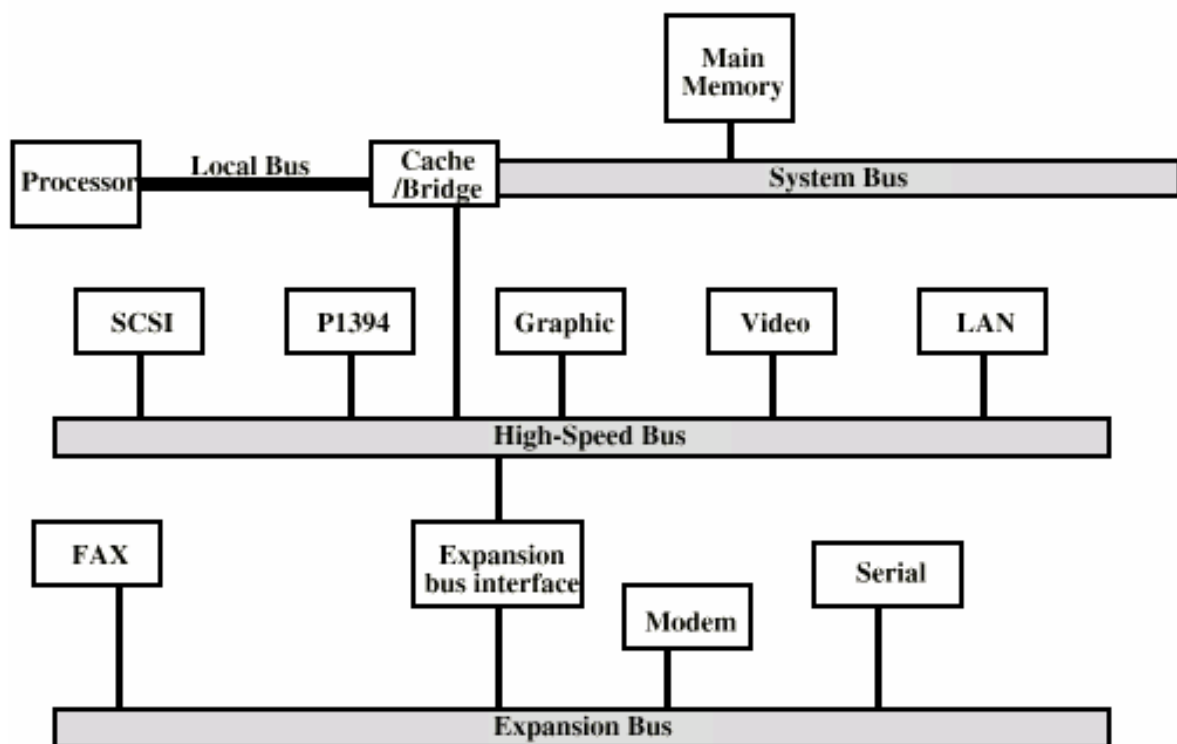 Main
Memory
Processor
Local Bus
Cache
/Bridge
System Bus
SCSI
P1394
Graphic
Video
LAN
High-Speed Bus
FAX
Expansion
bus interface
Modem
Serial
Expansion Bus